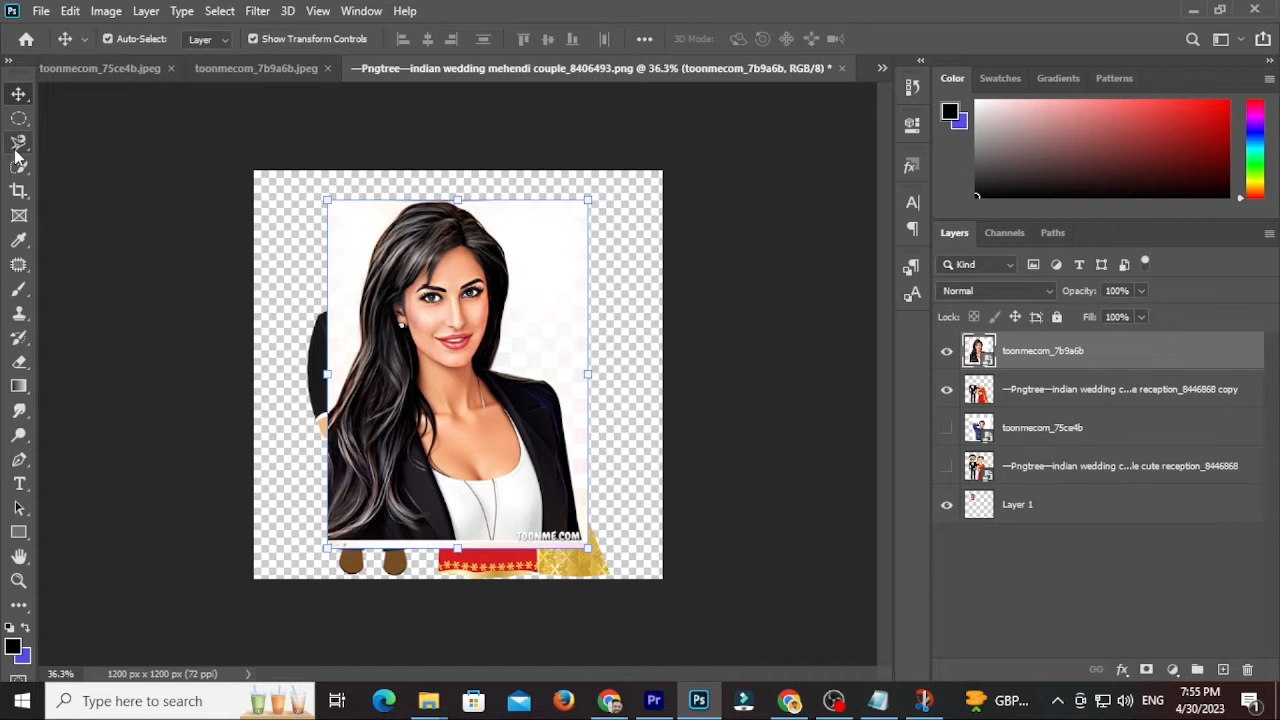 Ps File Edit Image Layer Type Select Filter 3D View Window Help
Auto-Select: Layer Show Transform Controls ••• 3D Mode:
toonmecom_75ce4b.jpeg × toonmecom_7b9a6b.jpeg × —Pngtree—indian wedding mehendi couple_8406493.png @ 36.3% (toonmecom_7b9a6b, RGB/8) * ×
Color Swatches Gradients Patterns
Layers Channels Paths
Kind
Normal Opacity: 100%
Lock: Fill: 100%
toonmecom_7b9a6b
—Pngtree—indian wedding c...e reception_8446868 copy
toonmecom_75ce4b
—Pngtree—indian wedding c...le cute reception_8446868
Layer 1
TOONME.COM
36.3% 1200 px x 1200 px (72 ppi)
Type here to search
Pr Ps GBP... ENG 7:55 PM
4/30/2023